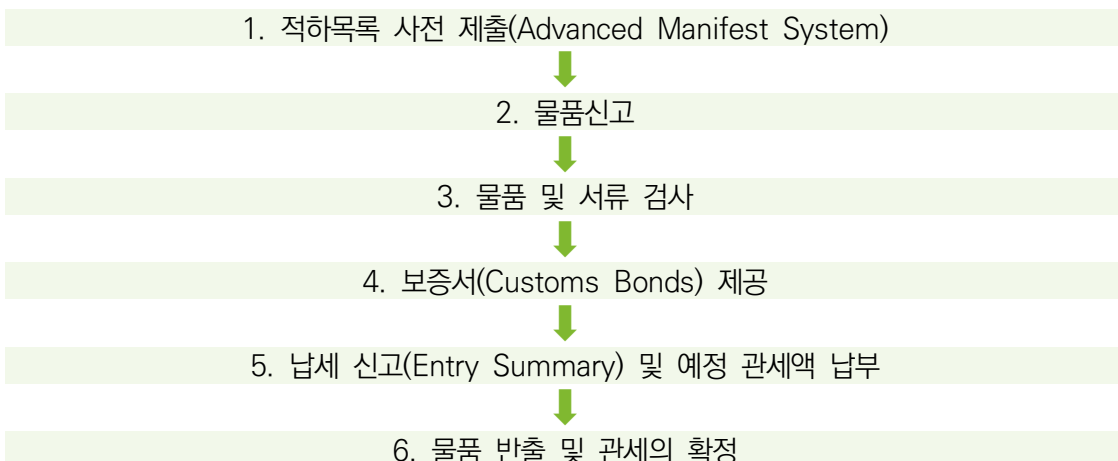 1. 적하목록 사전 제출(Advanced Manifest System)
2. 물품신고
3. 물품 및 서류 검사
4. 보증서(Customs Bonds) 제공
5. 납세 신고(Entry Summary) 및 예정 관세액 납부
6. 물품 반출 및 관세의 확정